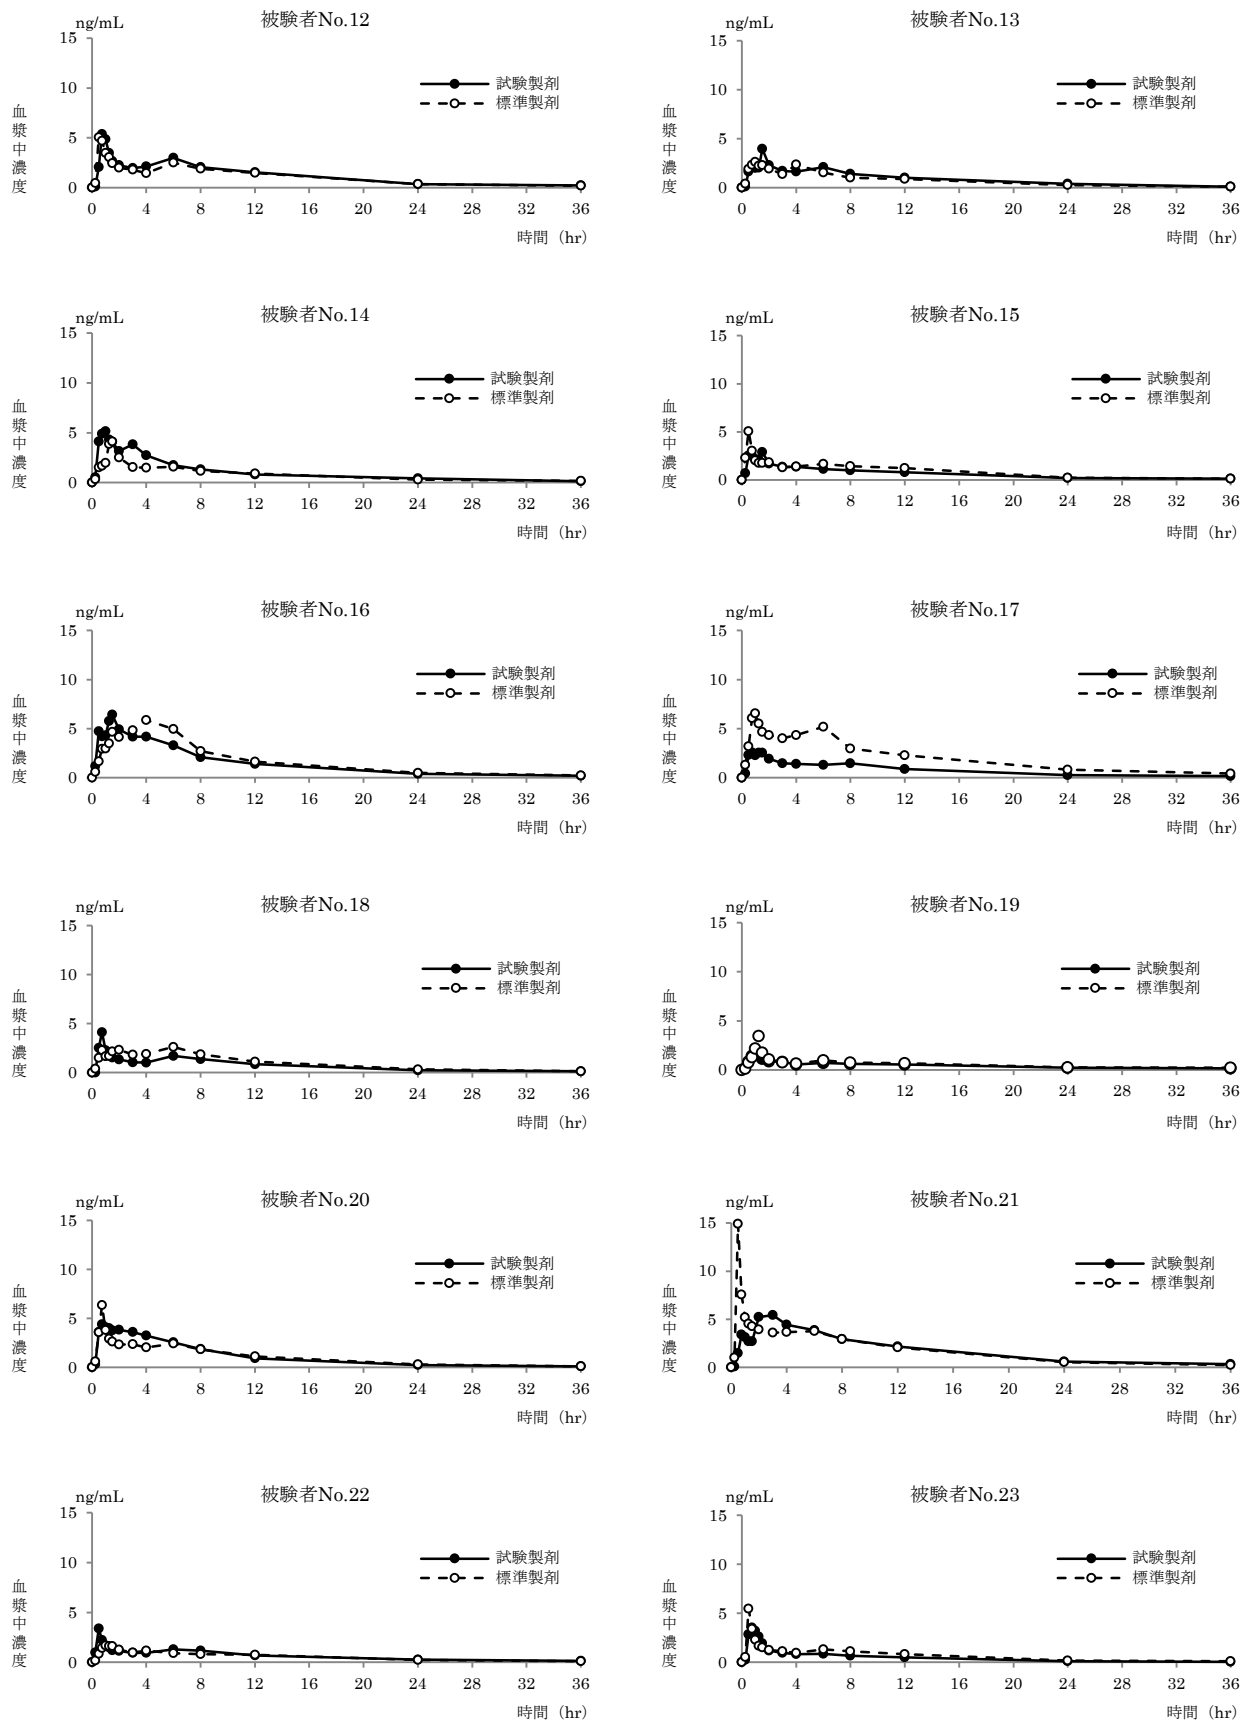 被験者No.12
ng/mL
15
10
5
0
血漿中濃度
試験製剤
標準製剤
0 4 8 12 16 20 24 28 32 36
時間（hr）
被験者No.13
ng/mL
15
10
5
0
血漿中濃度
試験製剤
標準製剤
0 4 8 12 16 20 24 28 32 36
時間（hr）
被験者No.14
ng/mL
15
10
5
0
血漿中濃度
試験製剤
標準製剤
0 4 8 12 16 20 24 28 32 36
時間（hr）
被験者No.15
ng/mL
15
10
5
0
血漿中濃度
試験製剤
標準製剤
0 4 8 12 16 20 24 28 32 36
時間（hr）
被験者No.16
ng/mL
15
10
5
0
血漿中濃度
試験製剤
標準製剤
0 4 8 12 16 20 24 28 32 36
時間（hr）
被験者No.17
ng/mL
15
10
5
0
血漿中濃度
試験製剤
標準製剤
0 4 8 12 16 20 24 28 32 36
時間（hr）
被験者No.18
ng/mL
15
10
5
0
血漿中濃度
試験製剤
標準製剤
0 4 8 12 16 20 24 28 32 36
時間（hr）
被験者No.19
ng/mL
15
10
5
0
血漿中濃度
試験製剤
標準製剤
0 4 8 12 16 20 24 28 32 36
時間（hr）
被験者No.20
ng/mL
15
10
5
0
血漿中濃度
試験製剤
標準製剤
0 4 8 12 16 20 24 28 32 36
時間（hr）
被験者No.21
ng/mL
15
10
5
0
血漿中濃度
試験製剤
標準製剤
0 4 8 12 16 20 24 28 32 36
時間（hr）
被験者No.22
ng/mL
15
10
5
0
血漿中濃度
試験製剤
標準製剤
0 4 8 12 16 20 24 28 32 36
時間（hr）
被験者No.23
ng/mL
15
10
5
0
血漿中濃度
試験製剤
標準製剤
0 4 8 12 16 20 24 28 32 36
時間（hr）